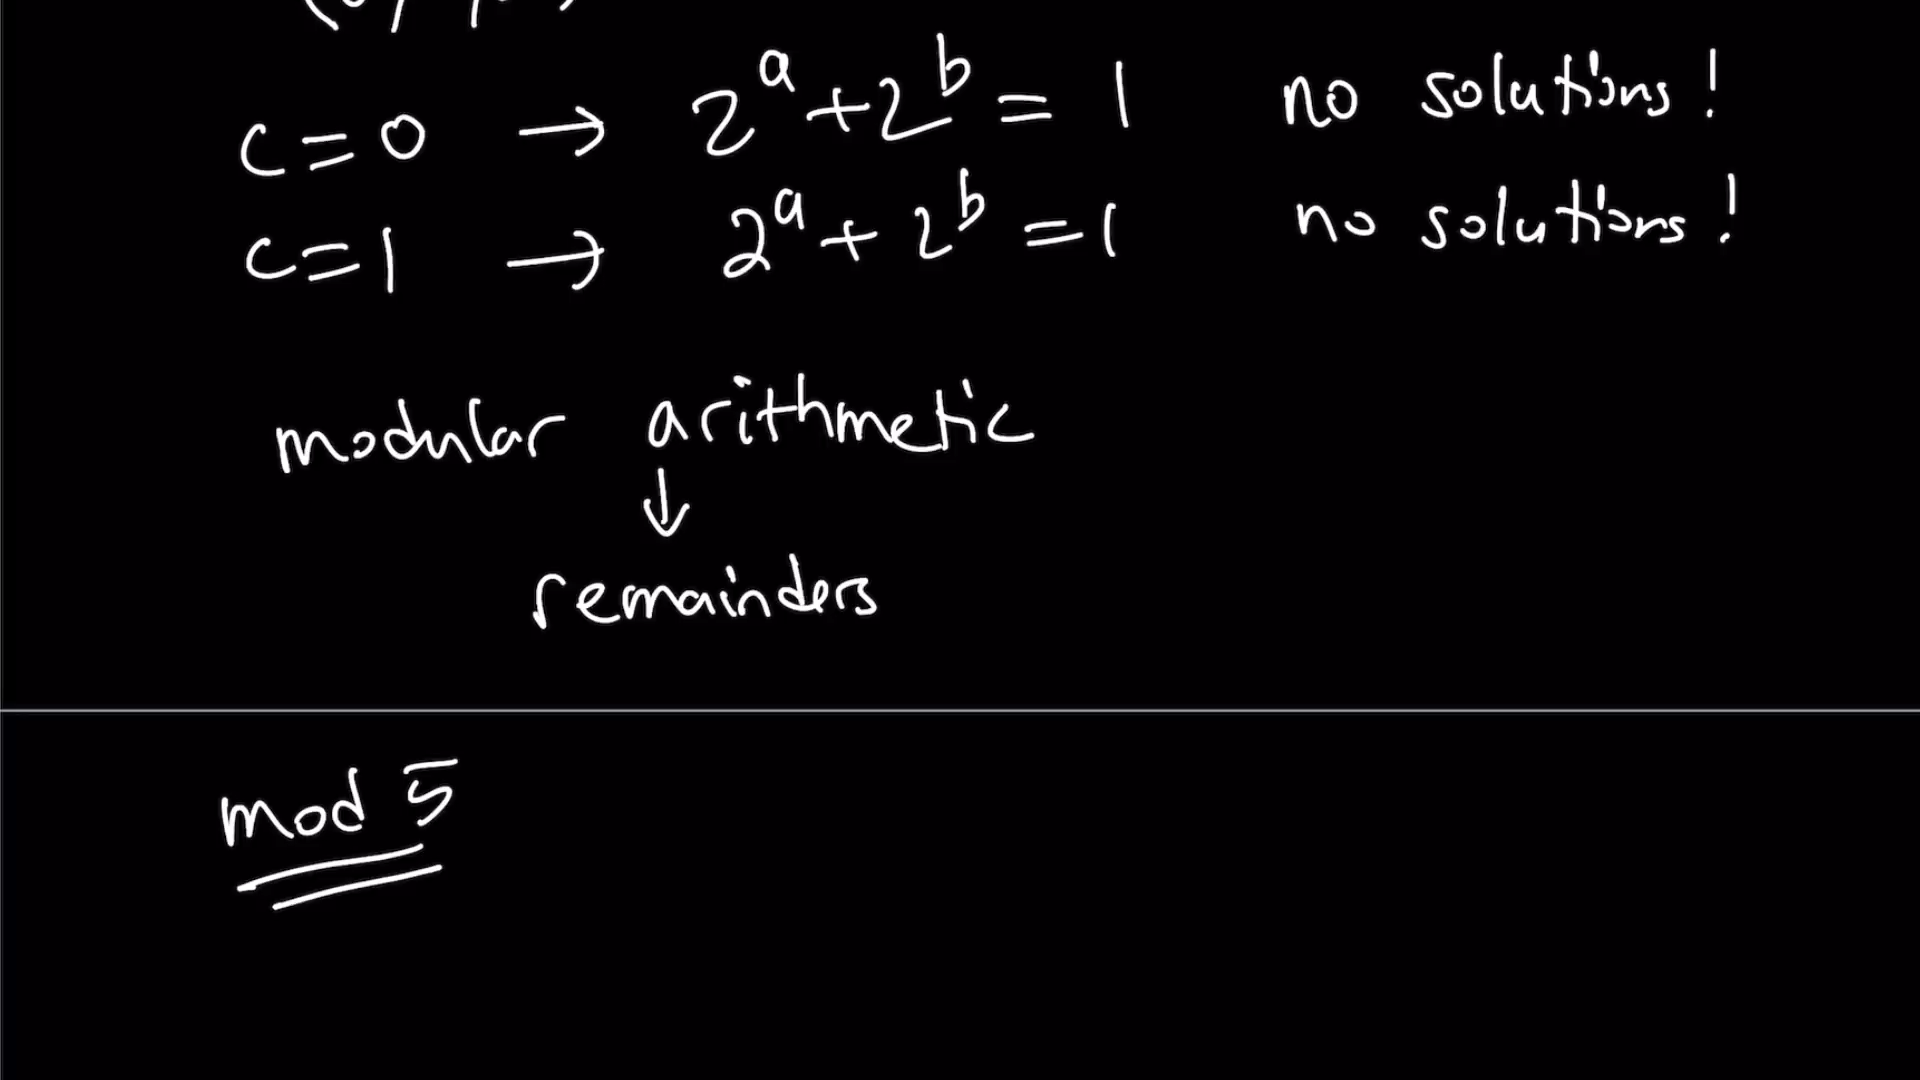 c=0 → 2^a+2^b=1 no solutions!
c=1 → 2^a+2^b=1 no solutions!
modular arithmetic
↓
remainders
mod 5